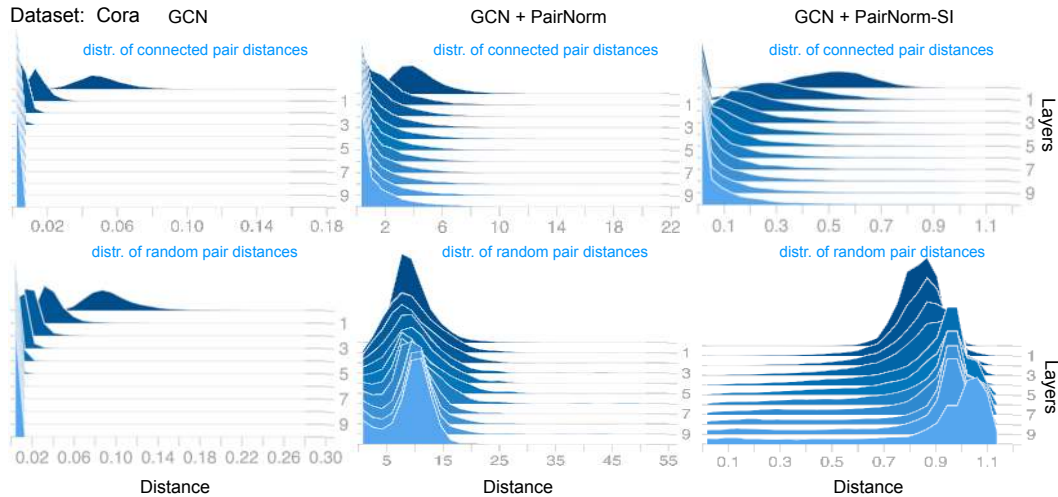 Dataset: Cora GCN GCN + PairNorm GCN + PairNorm-SI
distr. of connected pair distances distr. of connected pair distances distr. of connected pair distances
1 1 1
3 3 3
5 5 5
7 7 7
9 9 9
Layers
0.02 0.06 0.10 0.14 0.18 2 6 10 14 18 22 0.1 0.3 0.5 0.7 0.9 1.1
distr. of random pair distances distr. of random pair distances distr. of random pair distances
1 1 1
3 3 3
5 5 5
7 7 7
9 9 9
Layers
0.02 0.06 0.10 0.14 0.18 0.22 0.26 0.30 5 15 25 35 45 55 0.1 0.3 0.5 0.7 0.9 1.1
Distance Distance Distance